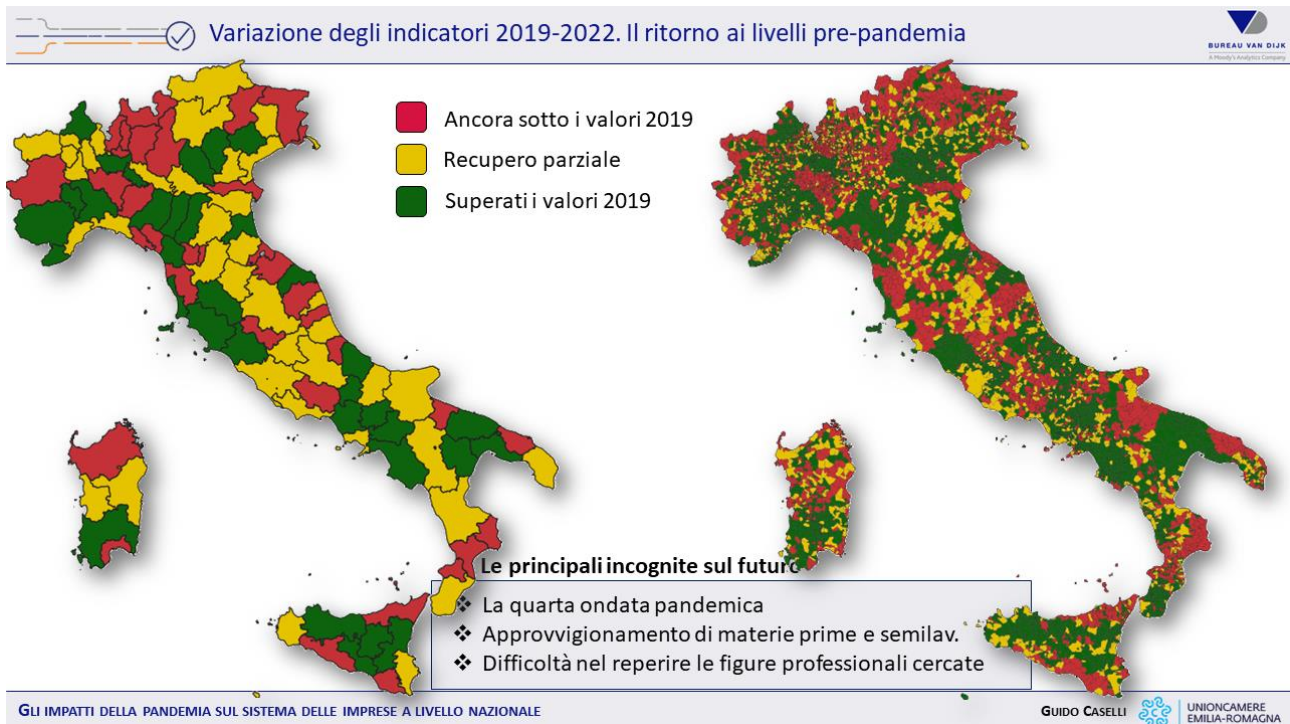 Variazione degli indicatori 2019-2022. Il ritorno ai livelli pre-pandemia
BUREAU VAN DIJK
A Moody's Analytics Company
Ancora sotto i valori 2019
Recupero parziale
Superati i valori 2019
Le principali incognite sul futuro
❖ La quarta ondata pandemica
❖ Approvvigionamento di materie prime e semilav.
❖ Difficoltà nel reperire le figure professionali cercate
GLI IMPATTI DELLA PANDEMIA SUL SISTEMA DELLE IMPRESE A LIVELLO NAZIONALE
GUIDO CASELLI
UNIONCAMERE
EMILIA-ROMAGNA